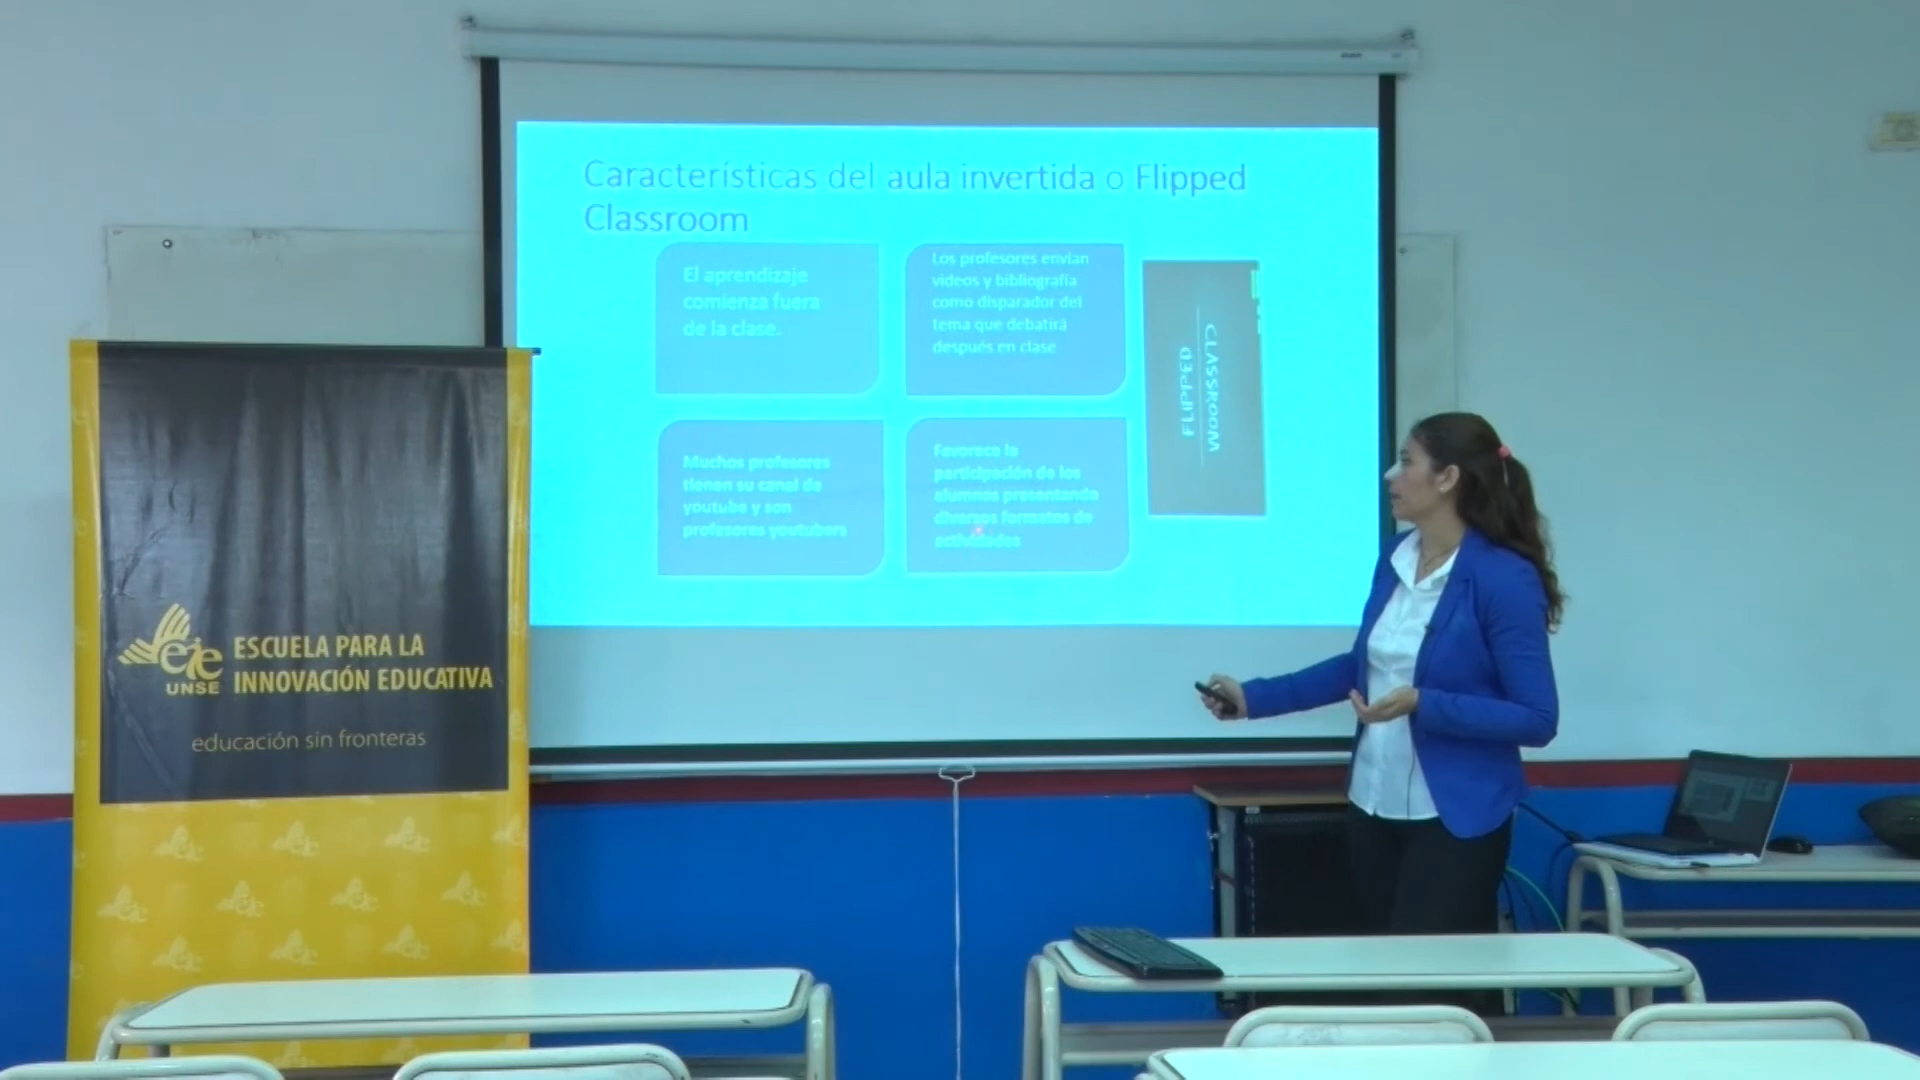 Características del aula invertida o Flipped
Classroom
El aprendizaje
comienza fuera
de la clase.
Los profesores envían
videos y bibliografía
como disparador del
tema que debatirá
después en clase
Muchos profesores
tienen su canal de
youtube y son
profesores youtubers
Favorece la
participación de los
alumnos presentando
diversos formatos de
actividades
FLIPPED
CLASSROOM
eie
UNSE
ESCUELA PARA LA
INNOVACIÓN EDUCATIVA
educación sin fronteras